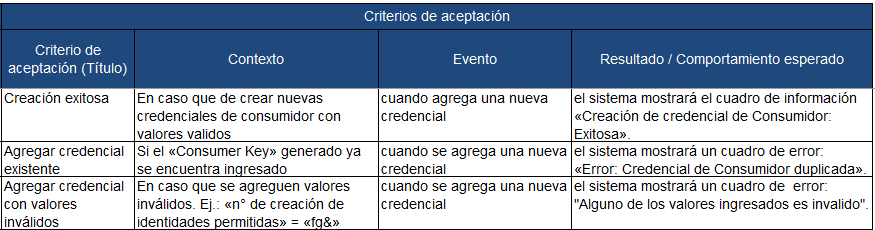 Criterios de aceptación
Criterio de
aceptación (Título)
Contexto
Evento
Resultado / Comportamiento esperado
Creación exitosa
En caso que de crear nuevas
credenciales de consumidor con
valores validos
cuando agrega una nueva
credencial
el sistema mostrará el cuadro de información
«Creación de credencial de Consumidor:
Exitosa».
Agregar credencial
existente
Si el «Consumer Key» generado ya
se encuentra ingresado
cuando se agrega una nueva
credencial
el sistema mostrará un cuadro de error:
«Error: Credencial de Consumidor duplicada».
Agregar credencial
con valores
inválidos
En caso que se agreguen valores
inválidos. Ej.: «n° de creación de
identidades permitidas» = «fg&»
cuando se agrega una nueva
credencial
el sistema mostrará un cuadro de  error:
"Alguno de los valores ingresados es invalido".